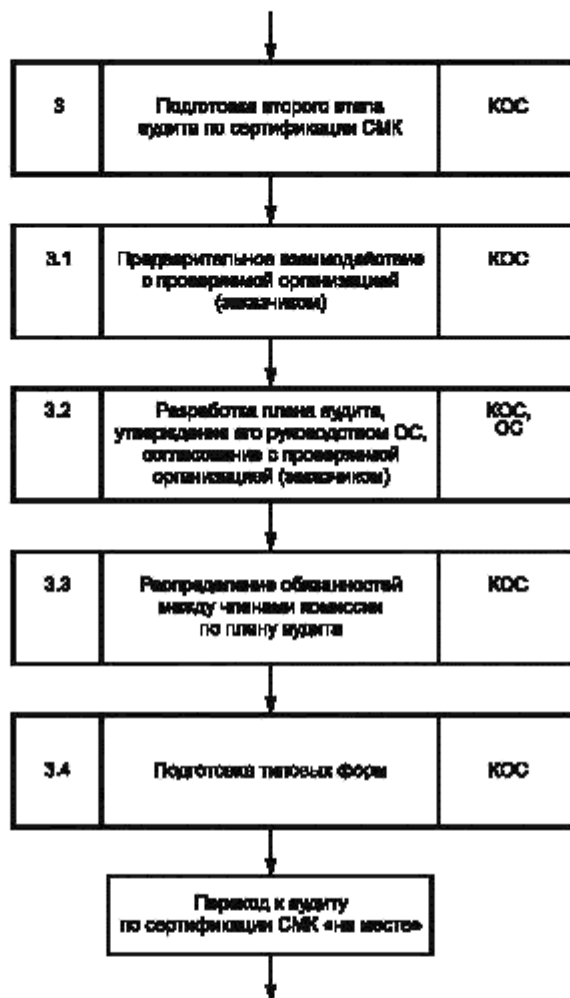 3
Подготовка второго этапа
аудита по сертификации СМК
КОС
3.1
Предварительное взаимодействие
с проверяемой организацией
(заказчиком)
КОС
3.2
Разработка плана аудита,
утверждение его руководством ОС,
согласование с проверяемой
организацией (заказчиком)
КОС,
ОС
3.3
Распределение обязанностей
между членами комиссии
по плану аудита
КОС
3.4
Подготовка типовых форм
КОС
Переход к аудиту
по сертификации СМК «на месте»